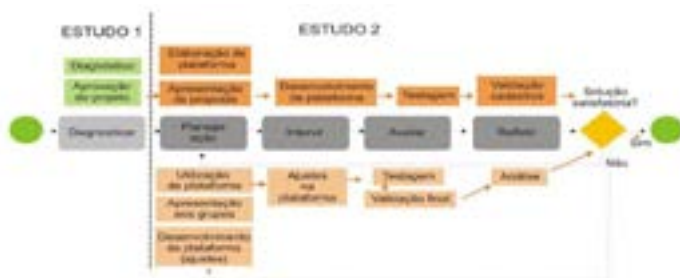 ESTUDO 1
ESTUDO 2
Diagnóstico
Aprovação
do projeto
Elaboração de
plataforma
Apresentação
da proposta
Desenvolvimento
da plataforma
Testagem
Validação
Solução
satisfatória?
Diagnosticar
Planejar
ação
Intervir
Avaliar
Refletir
Sim
Não
Utilização
da plataforma
Apresentação
aos grupos
Desenvolvimento
da plataforma
(ajustes)
Ajustes
na
plataforma
Testagem
Validação final
Análise